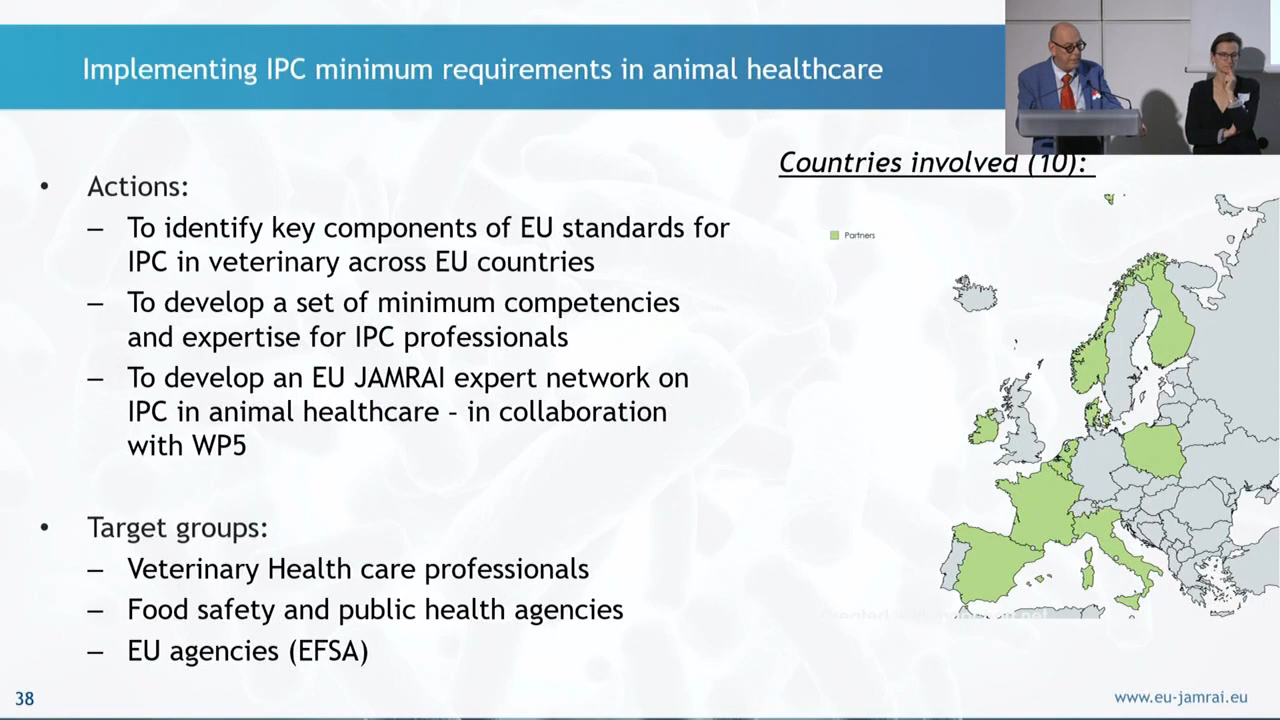 Implementing IPC minimum requirements in animal healthcare
Countries involved (10):
• Actions:
– To identify key components of EU standards for
IPC in veterinary across EU countries
– To develop a set of minimum competencies
and expertise for IPC professionals
– To develop an EU JAMRAI expert network on
IPC in animal healthcare – in collaboration
with WP5
• Target groups:
– Veterinary Health care professionals
– Food safety and public health agencies
– EU agencies (EFSA)
Partners
38
www.eu-jamrai.eu